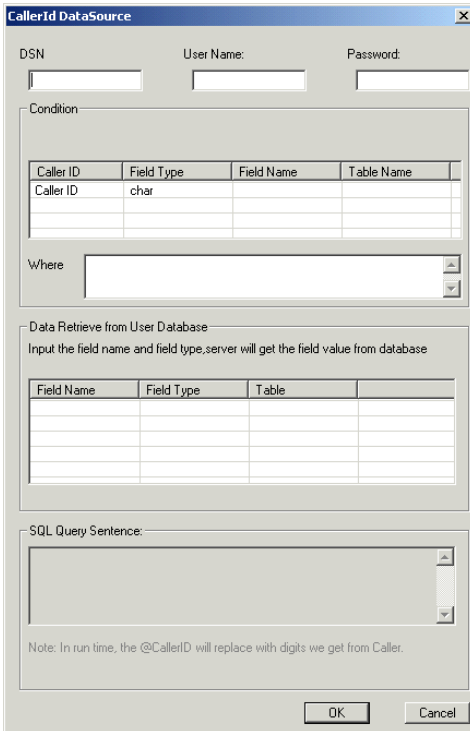 CallerId DataSource
DSN User Name: Password:
Condition
Caller ID Field Type Field Name Table Name
Caller ID char
Where
Data Retrieve from User Database
Input the field name and field type,server will get the field value from database
Field Name Field Type Table
SQL Query Sentence:
Note: In run time, the @CallerID will replace with digits we get from Caller.
OK Cancel